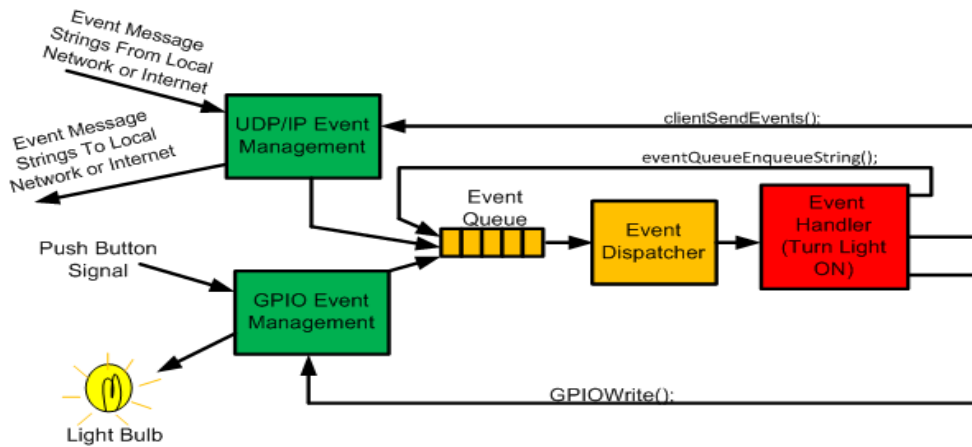 Event Message
Strings From Local
Network or Internet
Event Message
Strings To Local
Network or Internet
UDP/IP Event
Management
clientSendEvents();
eventQueueEnqueueString();
Event
Queue
Event
Dispatcher
Event
Handler
(Turn Light
ON)
Push Button
Signal
GPIO Event
Management
GPIOWrite();
Light Bulb